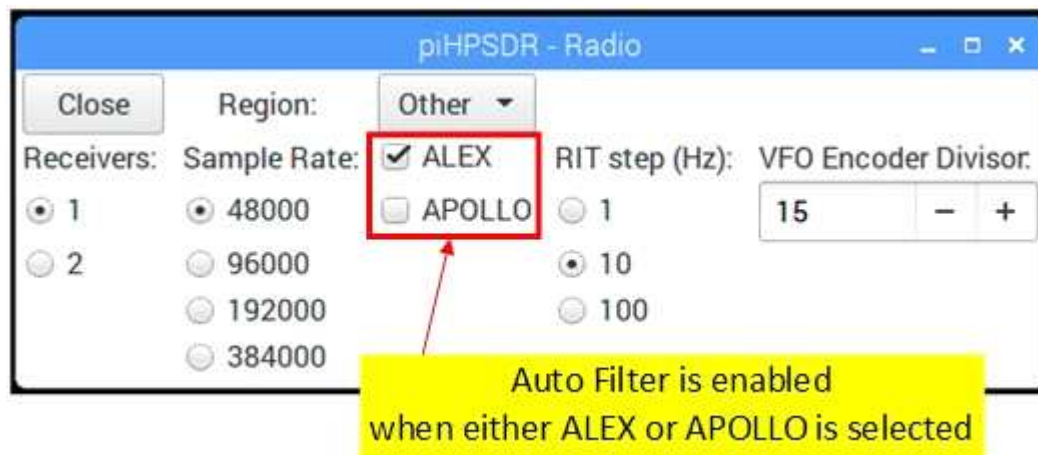 piHPSDR - Radio
Close Region: Other
Receivers: Sample Rate: ALEX RIT step (Hz): VFO Encoder Divisor:
1 48000 APOLLO 1 15 − +
2 96000 10
192000 100
384000
Auto Filter is enabled
when either ALEX or APOLLO is selected